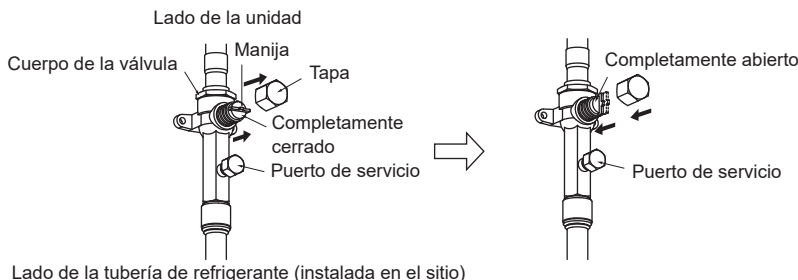 Lado de la unidad
Manija
Cuerpo de la válvula
Tapa
Completamente
cerrado
Puerto de servicio
Completamente abierto
Puerto de servicio
Lado de la tubería de refrigerante (instalada en el sitio)